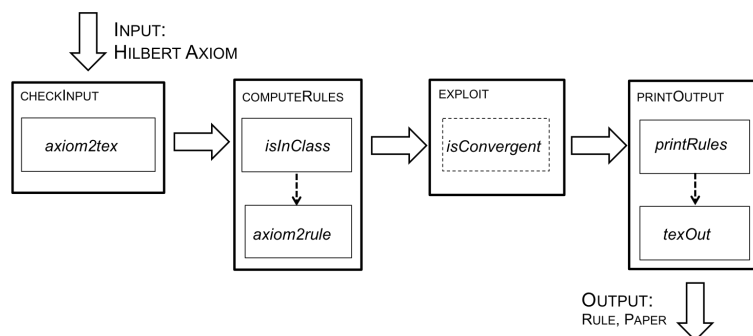 INPUT:
HILBERT AXIOM
CHECKINPUT
axiom2tex
COMPUTERULES
isInClass
axiom2rule
EXPLOIT
isConvergent
PRINTOUTPUT
printRules
texOut
OUTPUT:
RULE, PAPER